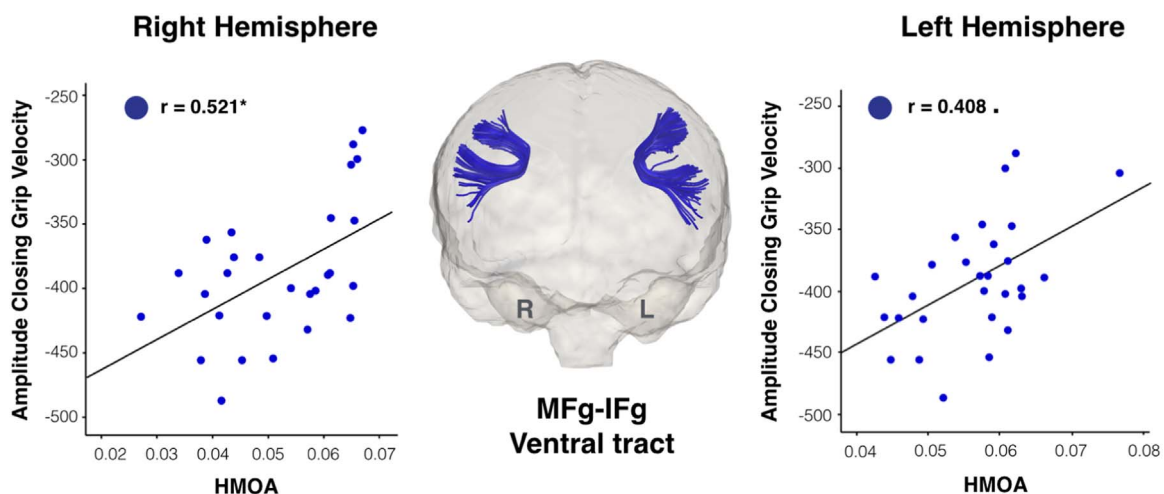 Right Hemisphere
Amplitude Closing Grip Velocity
r = 0.521*
-250
-300
-350
-400
-450
-500
0.02 0.03 0.04 0.05 0.06 0.07
HMOA
R L
MFg-IFg
Ventral tract
Left Hemisphere
Amplitude Closing Grip Velocity
r = 0.408 .
-250
-300
-350
-400
-450
-500
0.04 0.05 0.06 0.07 0.08
HMOA